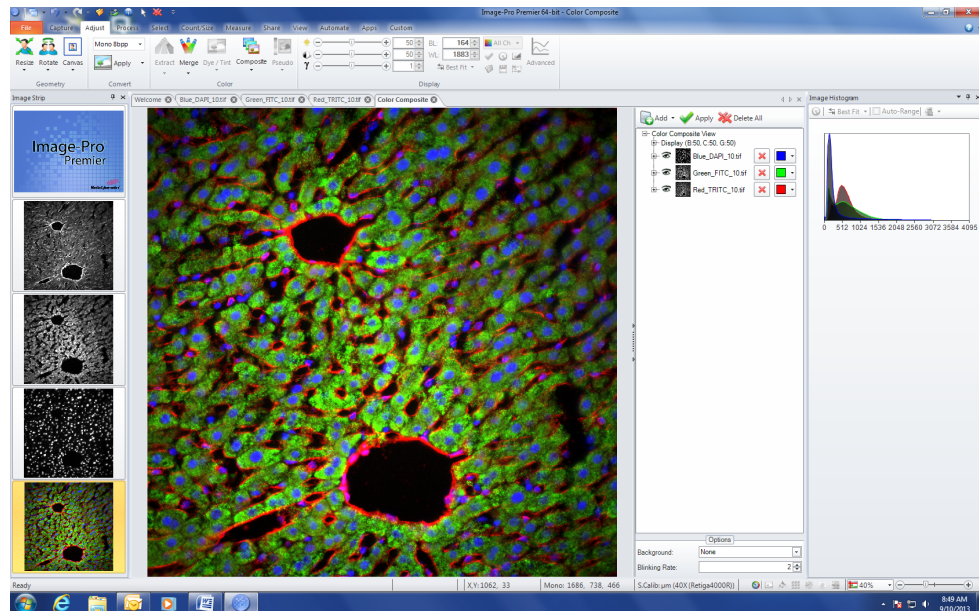 Image-Pro Premier 64-bit - Color Composite
File Capture Adjust Process Select Count/Size Measure Share View Automate Apps Custom
Mono 8bpp
50 BL: 164 All Ch
50 WL: 1883
1 Best Fit
Resize Rotate Canvas Apply Extract Merge Dye / Tint Composite Pseudo Advanced
Geometry Convert Color Display
Image Strip
Welcome Blue_DAPI_10.tif Green_FITC_10.tif Red_TRITC_10.tif Color Composite
Image Histogram
Add Apply Delete All
Best Fit Auto-Range
Color Composite View
Display (B:50, C:50, G:50)
Blue_DAPI_10.tif
Green_FITC_10.tif
Red_TRITC_10.tif
Image-Pro
Premier
MediaCybernetics
0 512 1024 1536 2048 2560 3072 3584 4095
Options
Background: None
Blinking Rate: 2
Ready
X,Y: 1062, 33
Mono: 1686, 738, 466
S.Calib: µm (40X (Retiga4000R))
40%
8:49 AM
9/10/2013